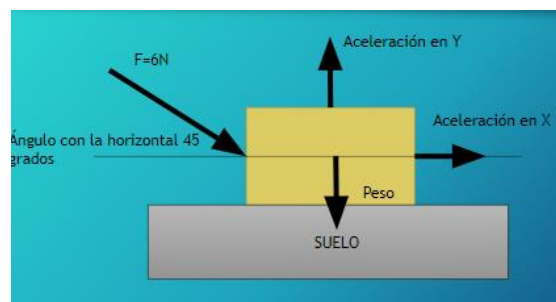 F=6N
Aceleración en Y
Aceleración en X
Ángulo con la horizontal 45
grados
Peso
SUELO